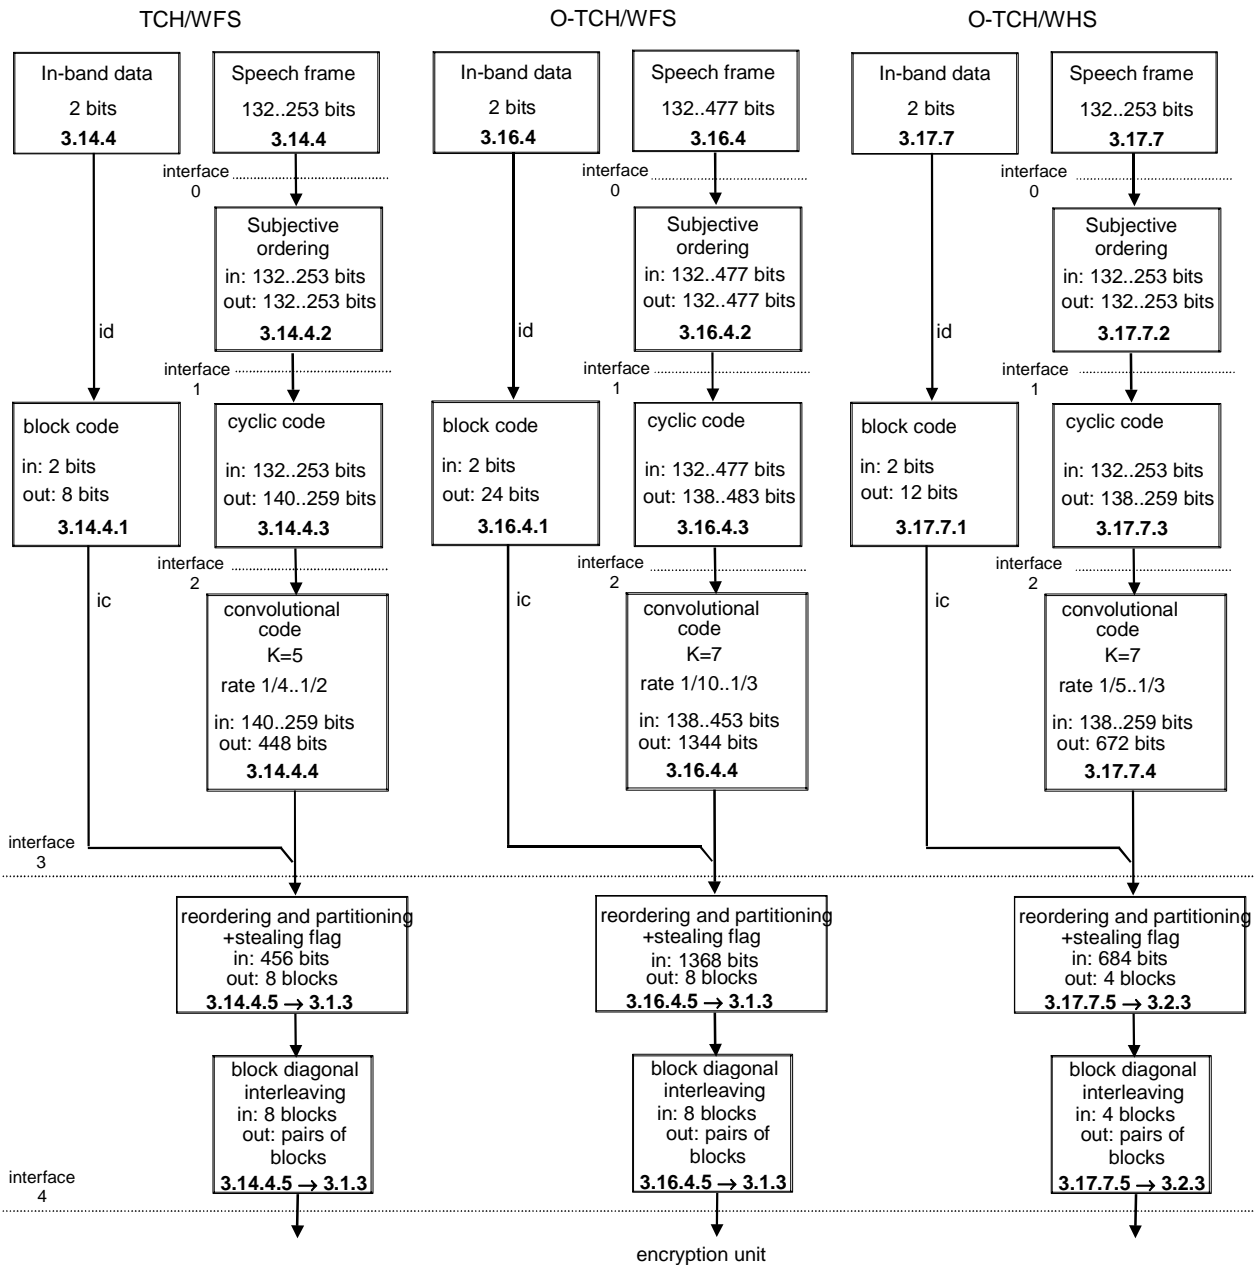 TCH/WFS
O-TCH/WFS
O-TCH/WHS
In-band data
2 bits
3.14.4
Speech frame
132..253 bits
3.14.4
In-band data
2 bits
3.16.4
Speech frame
132..477 bits
3.16.4
In-band data
2 bits
3.17.7
Speech frame
132..253 bits
3.17.7
interface
0
interface
0
interface
0
Subjective
ordering
in: 132..253 bits
out: 132..253 bits
3.14.4.2
Subjective
ordering
in: 132..477 bits
out: 132..477 bits
3.16.4.2
Subjective
ordering
in: 132..253 bits
out: 132..253 bits
3.17.7.2
id
id
id
interface
1
interface
1
interface
1
block code
in: 2 bits
out: 8 bits
3.14.4.1
cyclic code
in: 132..253 bits
out: 140..259 bits
3.14.4.3
block code
in: 2 bits
out: 24 bits
3.16.4.1
cyclic code
in: 132..477 bits
out: 138..483 bits
3.16.4.3
block code
in: 2 bits
out: 12 bits
3.17.7.1
cyclic code
in: 132..253 bits
out: 138..259 bits
3.17.7.3
interface
2
interface
2
interface
2
ic
ic
ic
convolutional
code
K=5
rate 1/4..1/2
in: 140..259 bits
out: 448 bits
3.14.4.4
convolutional
code
K=7
rate 1/10..1/3
in: 138..453 bits
out: 1344 bits
3.16.4.4
convolutional
code
K=7
rate 1/5..1/3
in: 138..259 bits
out: 672 bits
3.17.7.4
interface
3
reordering and partitioning
+stealing flag
in: 456 bits
out: 8 blocks
3.14.4.5 → 3.1.3
reordering and partitioning
+stealing flag
in: 1368 bits
out: 8 blocks
3.16.4.5 → 3.1.3
reordering and partitioning
+stealing flag
in: 684 bits
out: 4 blocks
3.17.7.5 → 3.2.3
block diagonal
interleaving
in: 8 blocks
out: pairs of
blocks
3.14.4.5 → 3.1.3
block diagonal
interleaving
in: 8 blocks
out: pairs of
blocks
3.16.4.5 → 3.1.3
block diagonal
interleaving
in: 4 blocks
out: pairs of
blocks
3.17.7.5 → 3.2.3
interface
4
encryption unit